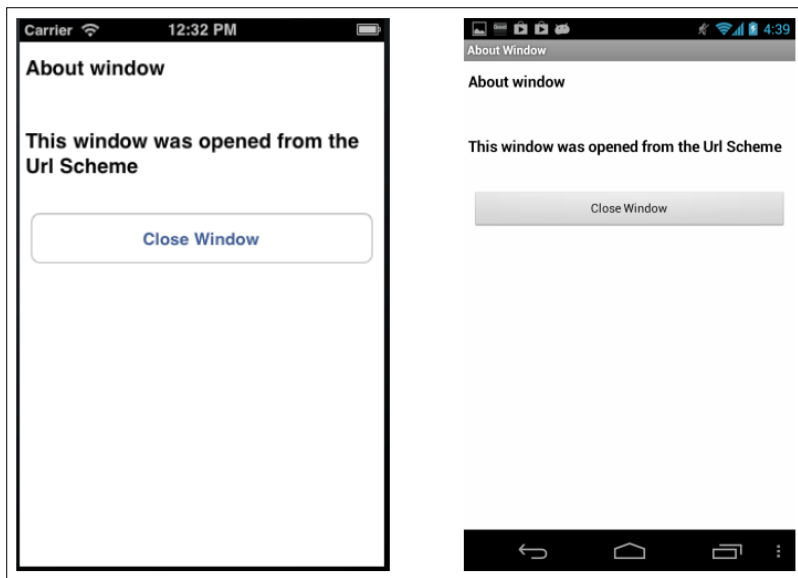 Carrier 12:32 PM
About window
This window was opened from the
Url Scheme
Close Window
4:39
About Window
About window
This window was opened from the Url Scheme
Close Window